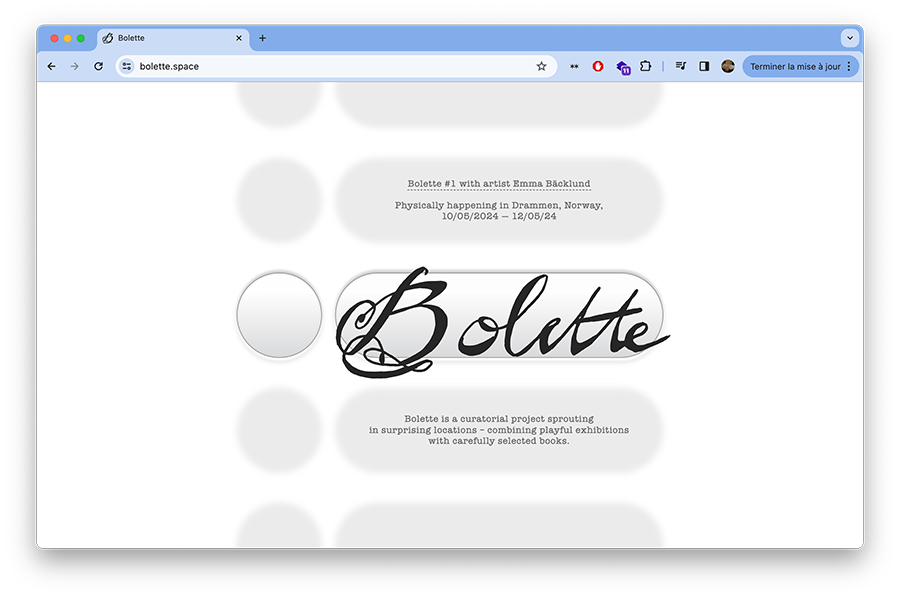 Bolette
bolette.space
11
Terminer la mise à jour
Bolette #1 with artist Emma Bäcklund
Physically happening in Drammen, Norway,
10/05/2024 — 12/05/24
Bolette
Bolette is a curatorial project sprouting
in surprising locations – combining playful exhibitions
with carefully selected books.